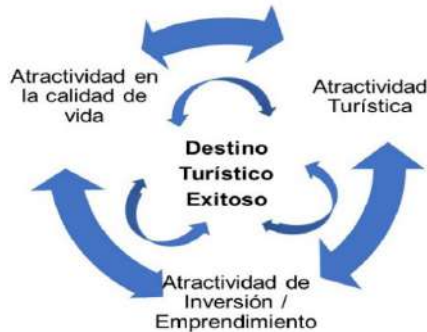 Atractividad en
la calidad de
vida
Atractividad
Turística
Destino
Turístico
Exitoso
Atractividad de
Inversión /
Emprendimiento